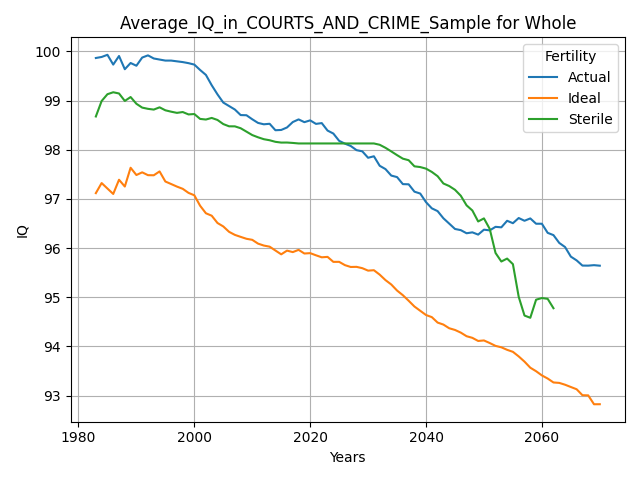 Average_IQ_in_COURTS_AND_CRIME_Sample for Whole
Fertility
Actual
Ideal
Sterile
IQ
100
99
98
97
96
95
94
93
1980
2000
2020
2040
2060
Years